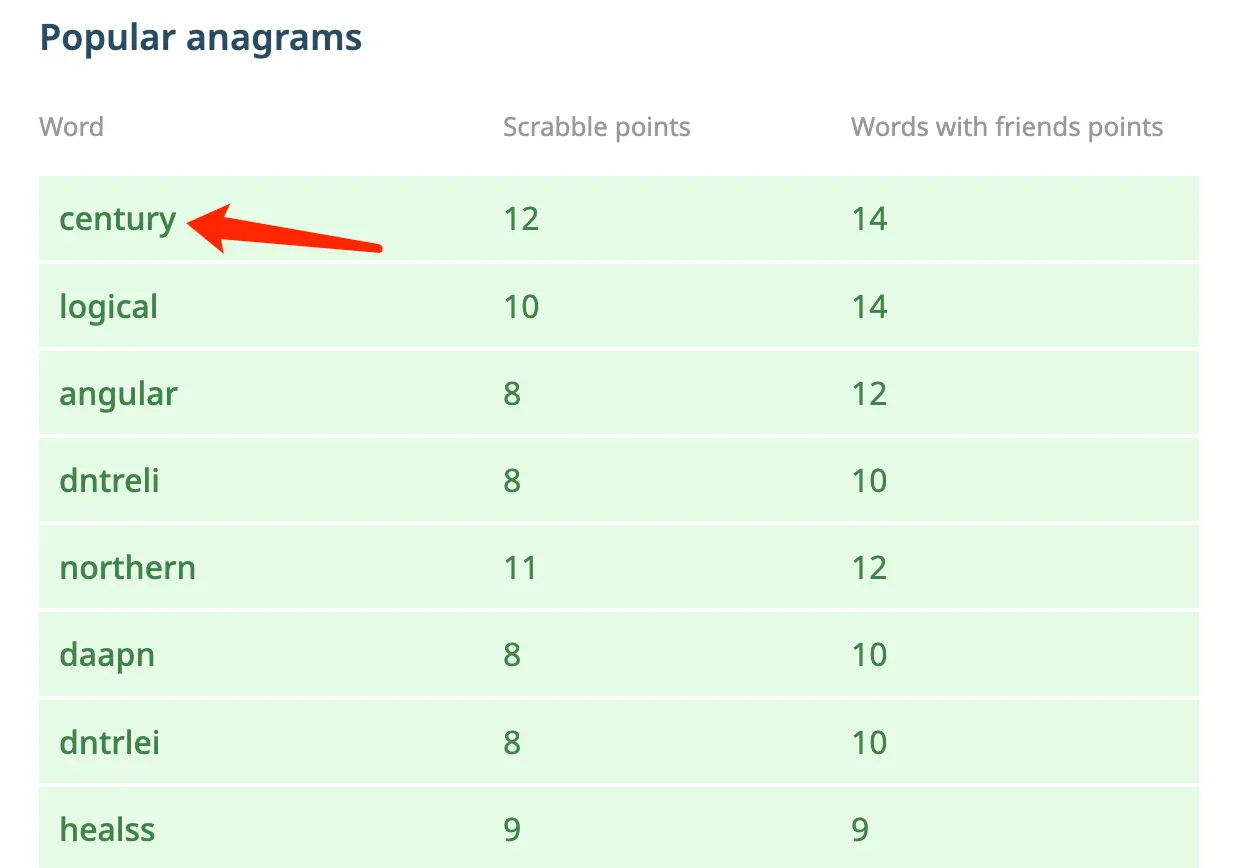 Popular anagrams
Word Scrabble points Words with friends points
century 12 14
logical 10 14
angular 8 12
dntreli 8 10
northern 11 12
daapn 8 10
dntrlei 8 10
healss 9 9